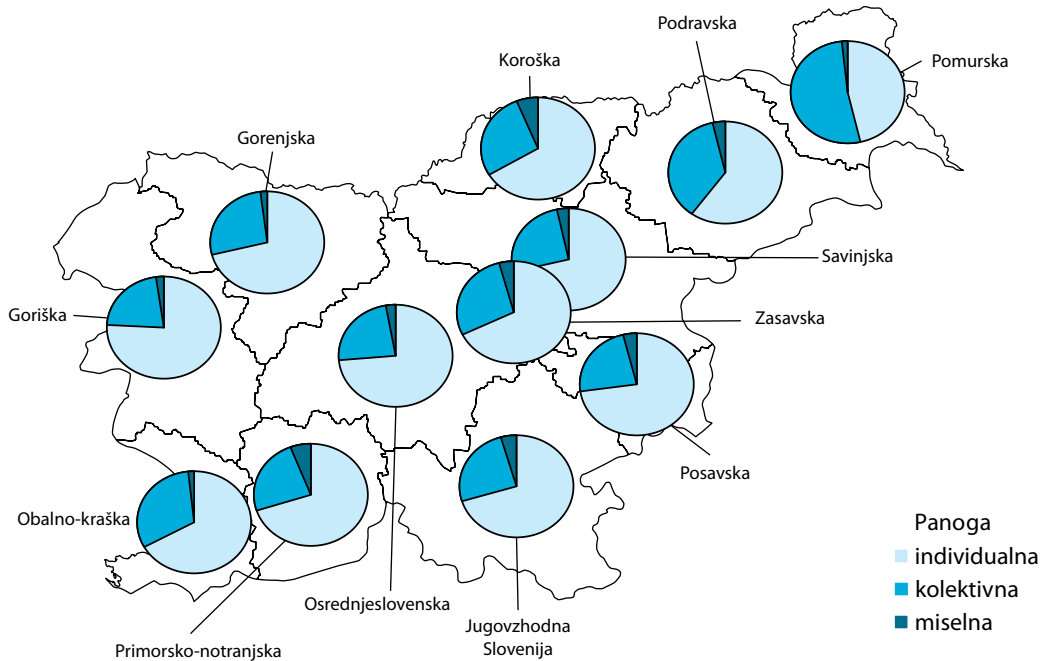 Podravska
Koroška
Pomurska
Gorenjska
Savinjska
Goriška
Zasavska
Posavska
Obalno-kraška
Osrednjeslovenska
Jugovzhodna
Slovenija
Primorsko-notranjska
Panoga
individualna
kolektivna
miselna